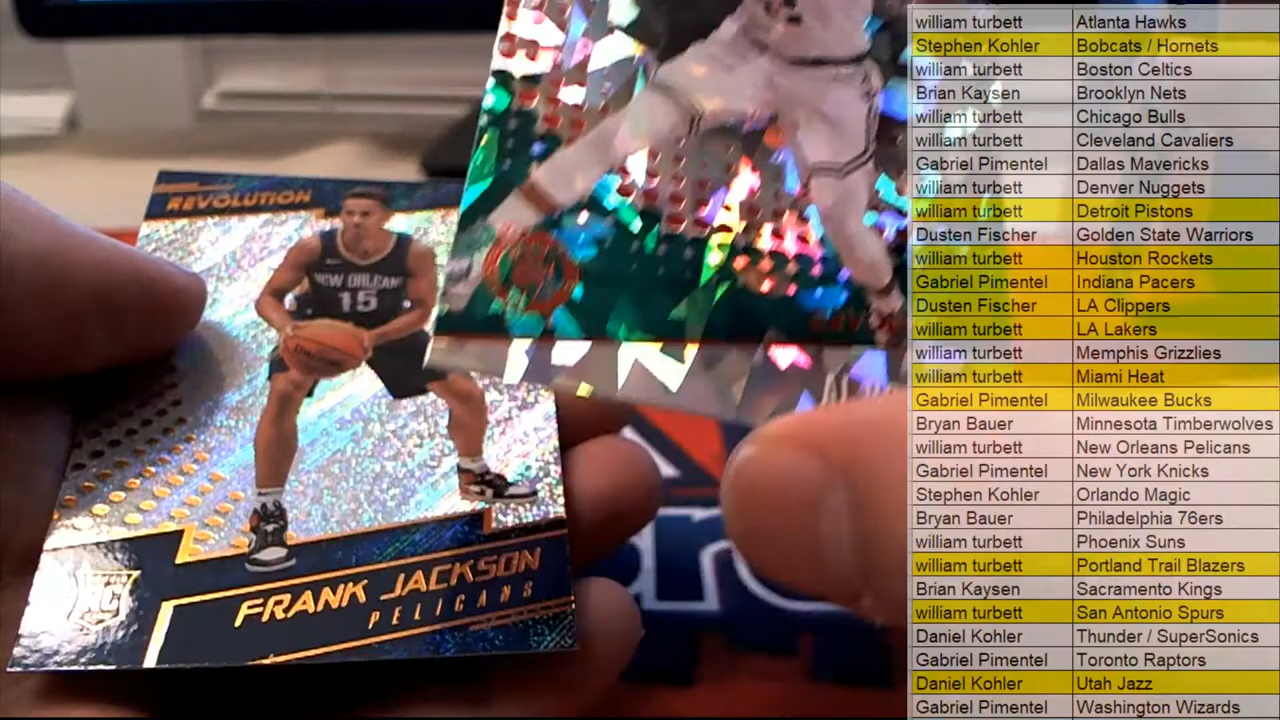 REVOLUTION
NEW ORLEANS
15
SPALDING
RC
FRANK JACKSON
PELICANS
william turbett Atlanta Hawks
Stephen Kohler Bobcats / Hornets
william turbett Boston Celtics
Brian Kaysen Brooklyn Nets
william turbett Chicago Bulls
william turbett Cleveland Cavaliers
Gabriel Pimentel Dallas Mavericks
william turbett Denver Nuggets
william turbett Detroit Pistons
Dusten Fischer Golden State Warriors
william turbett Houston Rockets
Gabriel Pimentel Indiana Pacers
Dusten Fischer LA Clippers
william turbett LA Lakers
william turbett Memphis Grizzlies
william turbett Miami Heat
Gabriel Pimentel Milwaukee Bucks
Bryan Bauer Minnesota Timberwolves
william turbett New Orleans Pelicans
Gabriel Pimentel New York Knicks
Stephen Kohler Orlando Magic
Bryan Bauer Philadelphia 76ers
william turbett Phoenix Suns
william turbett Portland Trail Blazers
Brian Kaysen Sacramento Kings
william turbett San Antonio Spurs
Daniel Kohler Thunder / SuperSonics
Gabriel Pimentel Toronto Raptors
Daniel Kohler Utah Jazz
Gabriel Pimentel Washington Wizards